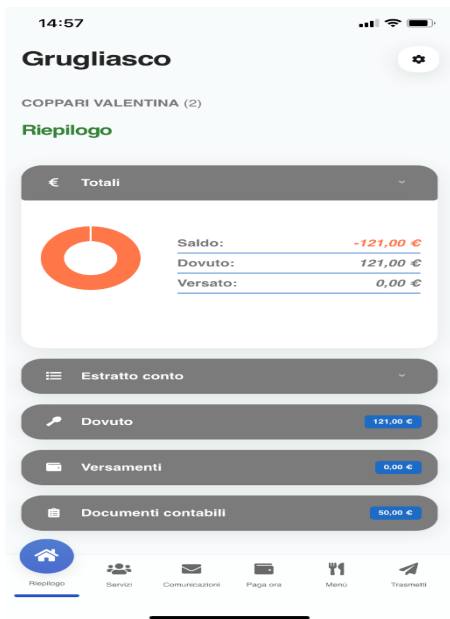 14:57
Grugliasco
COPPARI VALENTINA (2)
Riepilogo
€ Totali
Saldo: -121,00 €
Dovuto: 121,00 €
Versato: 0,00 €
Estratto conto
Dovuto 121,00 €
Versamenti 0,00 €
Documenti contabili 50,00 €
Riepilogo Servizi Comunicazioni Paga ora Menù Trasmetti